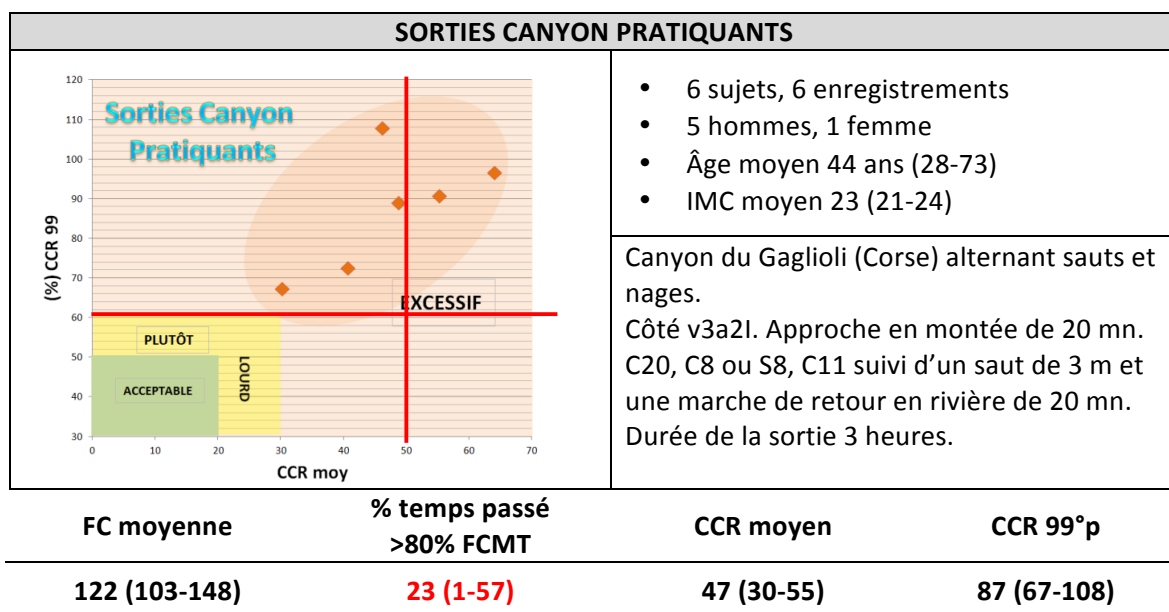 SORTIES CANYON PRATIQUANTS
Sorties Canyon
Pratiquants
(%) CCR 99
120
110
100
90
80
70
60
50
40
30
EXCESSIF
PLUTÔT
LOURD
ACCEPTABLE
0 10 20 30 40 50 60 70
CCR moy
• 6 sujets, 6 enregistrements
• 5 hommes, 1 femme
• Âge moyen 44 ans (28-73)
• IMC moyen 23 (21-24)
Canyon du Gaglioli (Corse) alternant sauts et
nages.
Côté v3a2I. Approche en montée de 20 mn.
C20, C8 ou S8, C11 suivi d’un saut de 3 m et
une marche de retour en rivière de 20 mn.
Durée de la sortie 3 heures.
FC moyenne
% temps passé
>80% FCMT
CCR moyen
CCR 99°p
122 (103-148) 23 (1-57) 47 (30-55) 87 (67-108)